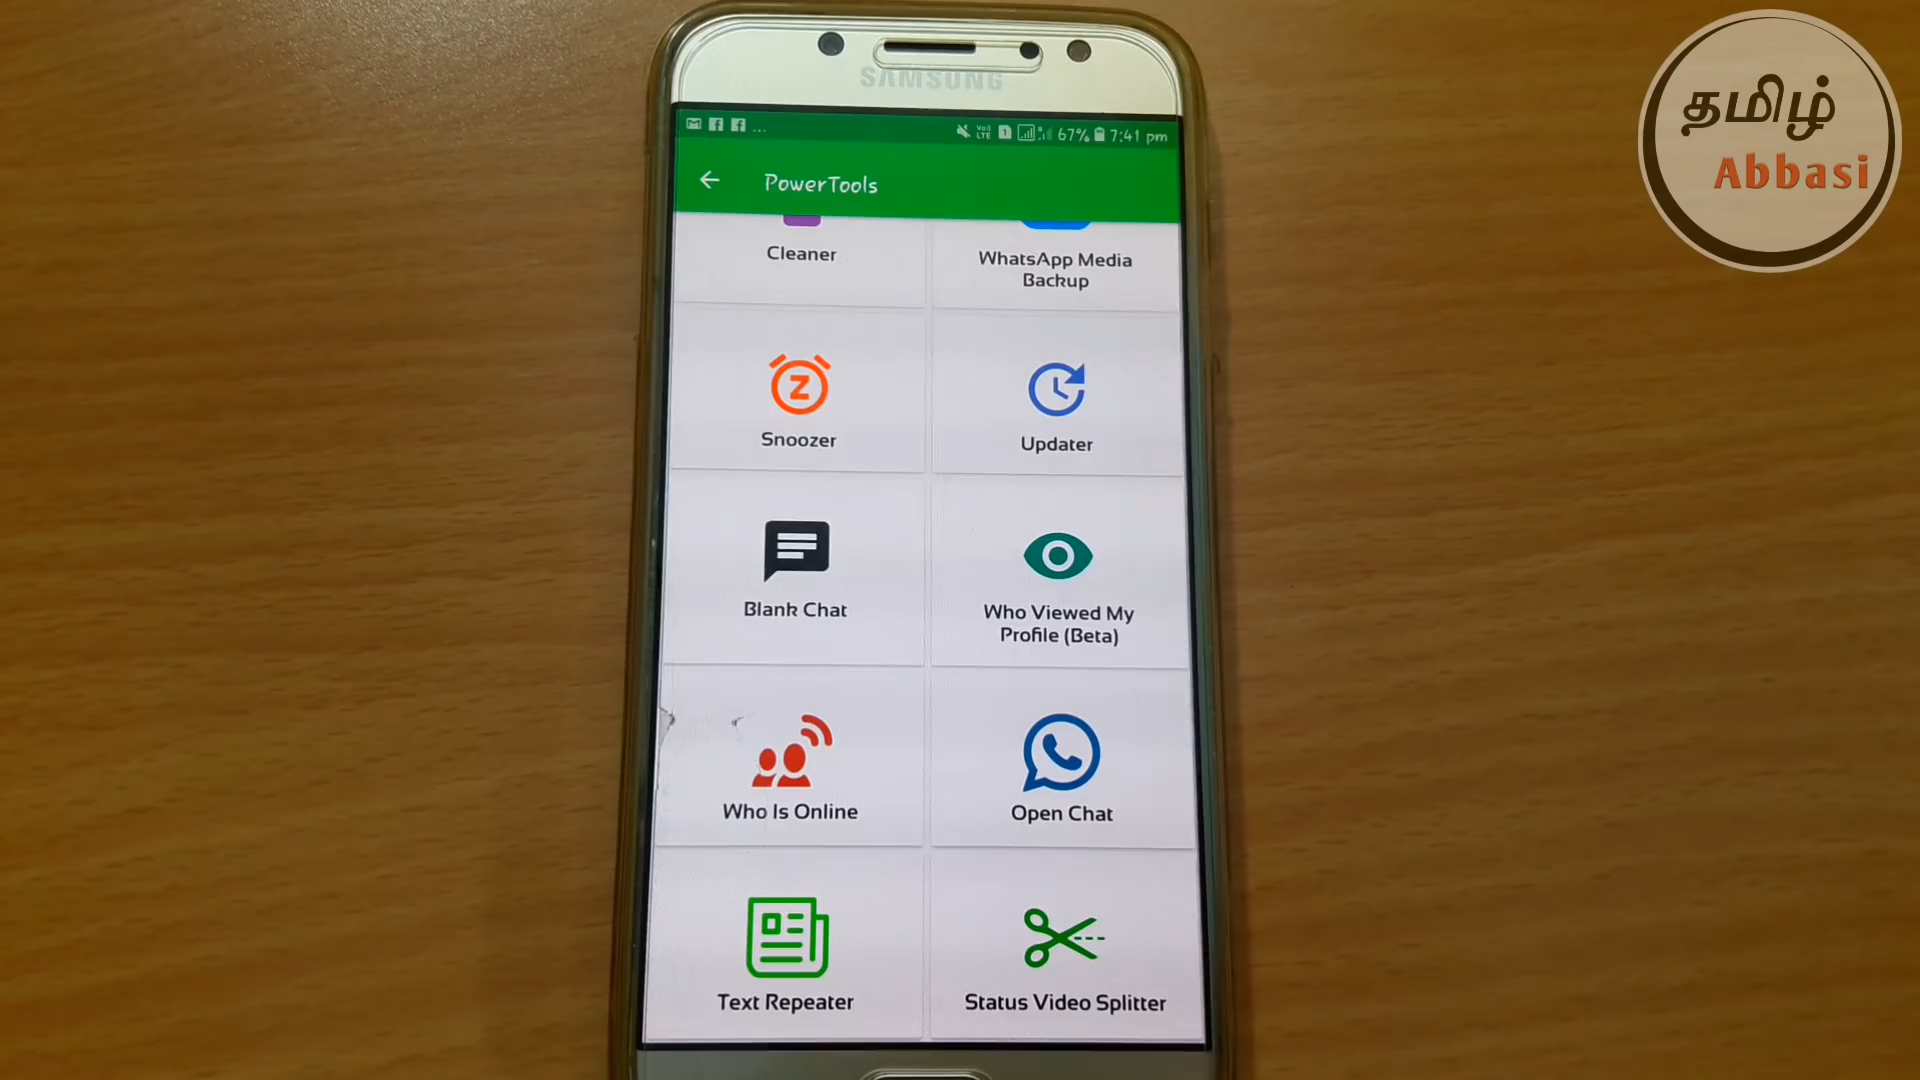 தமிழ்
Abbasi
SAMSUNG
67% 7:41 pm
PowerTools
Cleaner
WhatsApp Media
Backup
Snoozer
Updater
Blank Chat
Who Viewed My
Profile (Beta)
Who Is Online
Open Chat
Text Repeater
Status Video Splitter